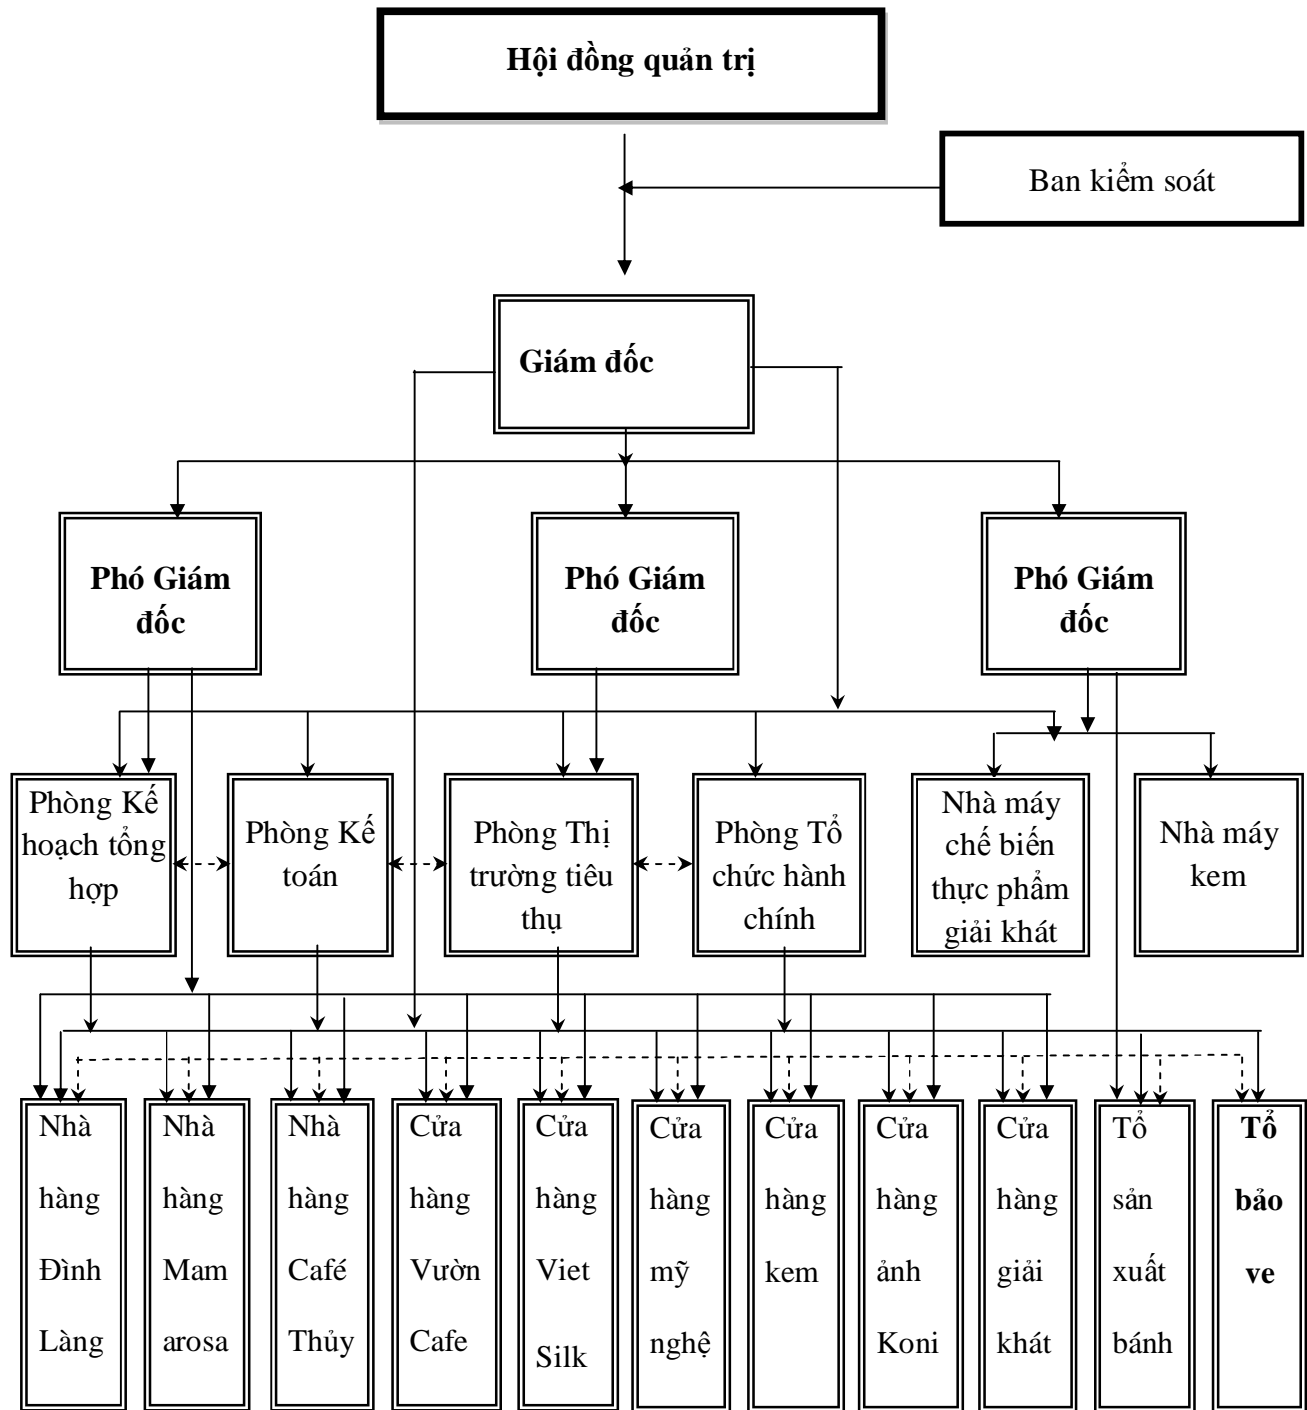 Hội đồng quản trị
Ban kiểm soát
Giám đốc
Phó Giám
đốc
Phó Giám
đốc
Phó Giám
đốc
Phòng Kế
hoạch tổng
hợp
Phòng Kế
toán
Phòng Thị
trường tiêu
thụ
Phòng Tổ
chức hành
chính
Nhà máy
chế biến
thực phẩm
giải khát
Nhà máy
kem
Nhà
hàng
Đình
Làng
Nhà
hàng
Mam
arosa
Nhà
hàng
Café
Thủy
Cửa
hàng
Vườn
Cafe
Cửa
hàng
Viet
Silk
Cửa
hàng
mỹ
nghệ
Cửa
hàng
kem
Cửa
hàng
ảnh
Koni
Cửa
hàng
giải
khát
Tổ
sản
xuất
bánh
Tổ
bảo
ve